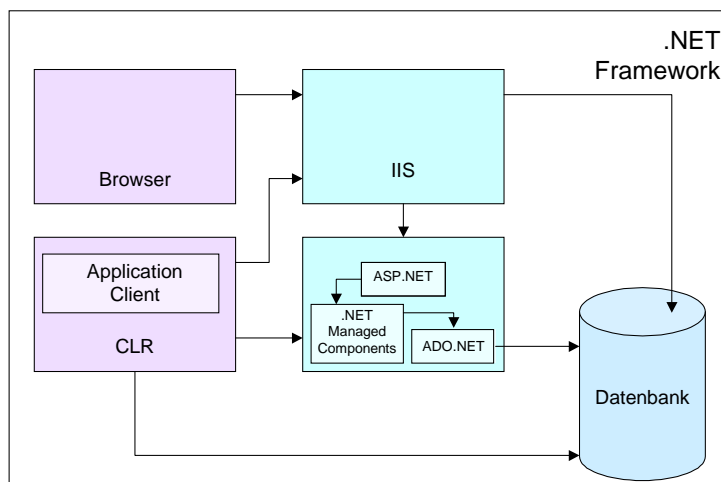 .NET
Framework
Browser
IIS
Application
Client
CLR
ASP.NET
.NET
Managed
Components
ADO.NET
Datenbank